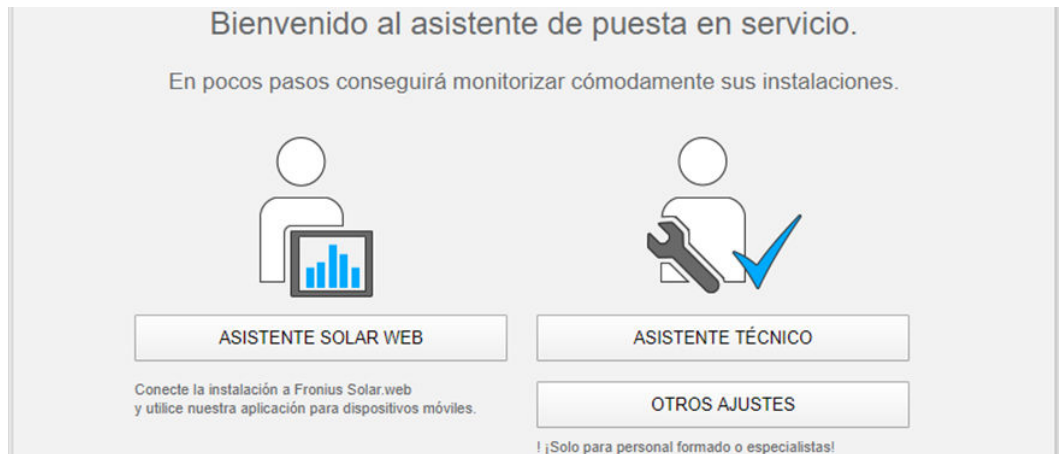 Bienvenido al asistente de puesta en servicio.
En pocos pasos conseguirá monitorizar cómodamente sus instalaciones.
ASISTENTE SOLAR WEB
Conecte la instalación a Fronius Solar.web
y utilice nuestra aplicación para dispositivos móviles.
ASISTENTE TÉCNICO
OTROS AJUSTES
! ¡Solo para personal formado o especialistas!